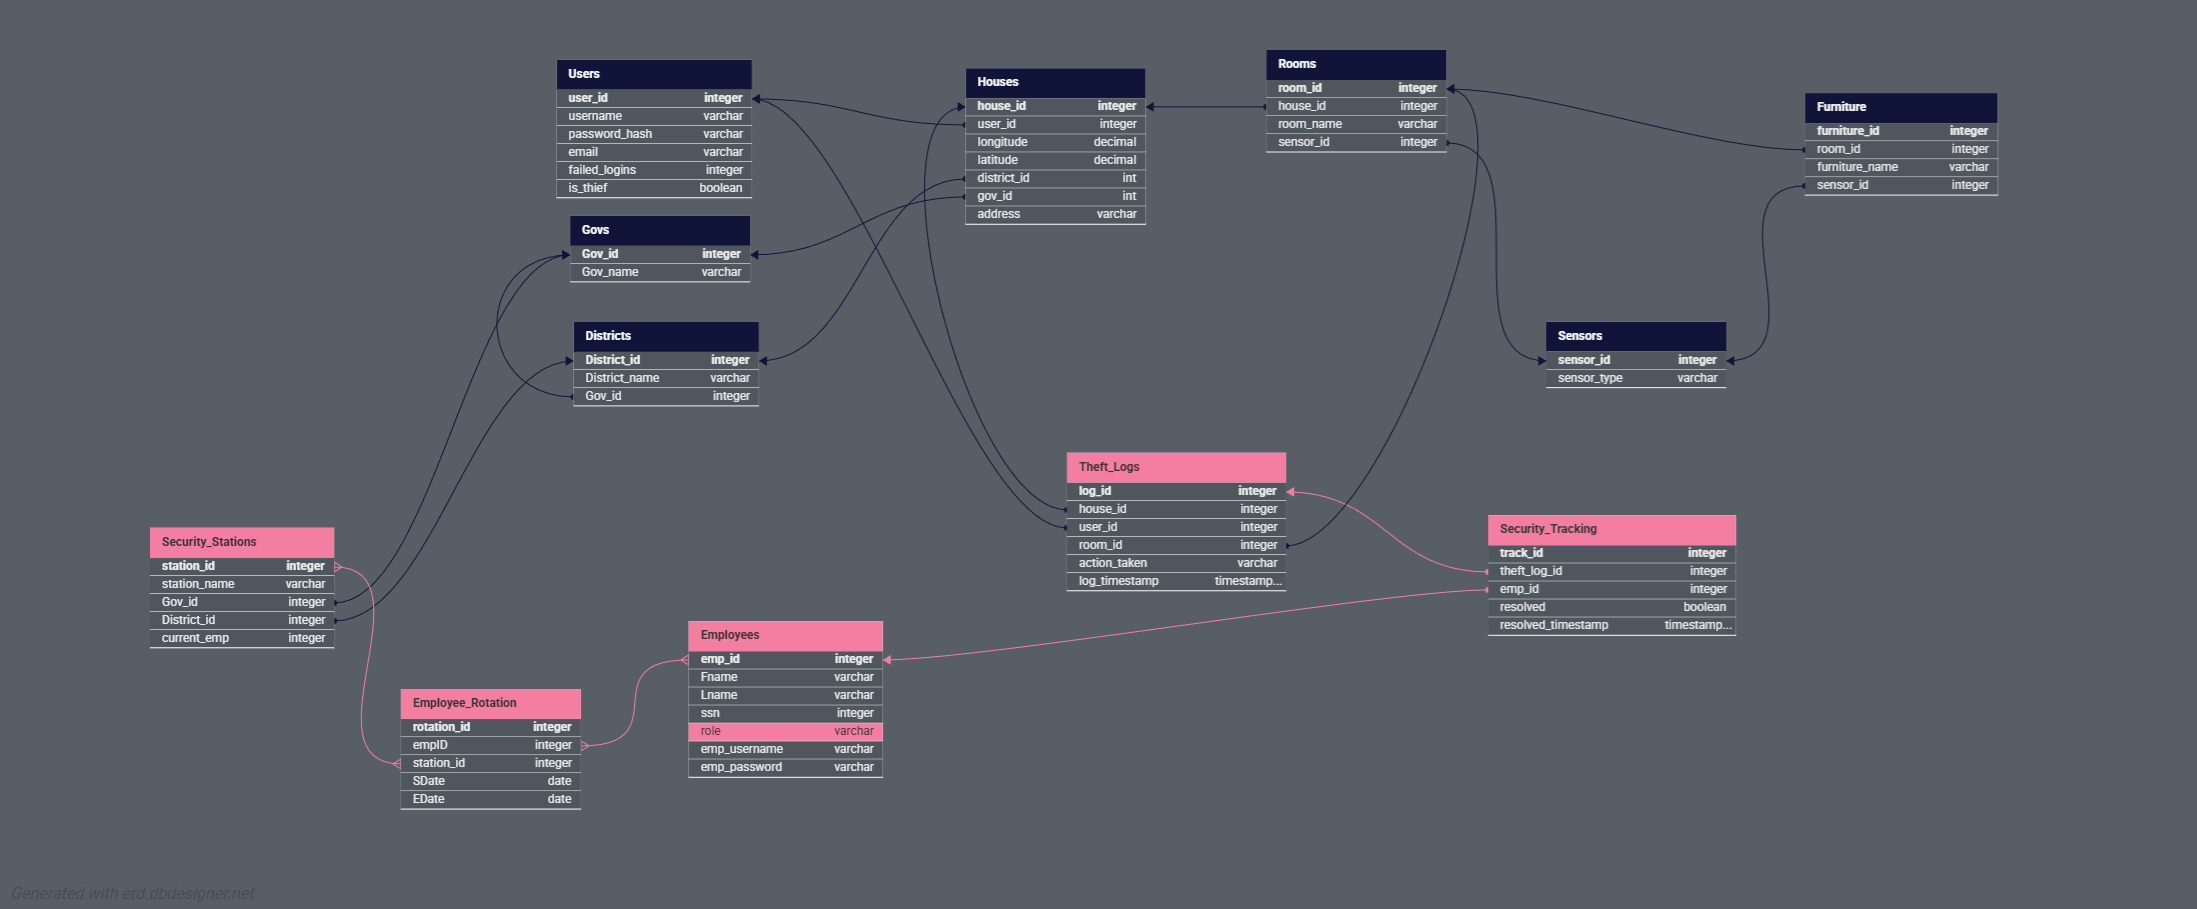 Users
user_id integer
username varchar
password_hash varchar
email varchar
failed_logins integer
is_thief boolean
Govs
Gov_id integer
Gov_name varchar
Districts
District_id integer
District_name varchar
Gov_id integer
Houses
house_id integer
user_id integer
longitude decimal
latitude decimal
district_id int
gov_id int
address varchar
Rooms
room_id integer
house_id integer
room_name varchar
sensor_id integer
Furniture
furniture_id integer
room_id integer
furniture_name varchar
sensor_id integer
Sensors
sensor_id integer
sensor_type varchar
Theft_Logs
log_id integer
house_id integer
user_id integer
room_id integer
action_taken varchar
log_timestamp timestamp...
Security_Tracking
track_id integer
theft_log_id integer
emp_id integer
resolved boolean
resolved_timestamp timestamp...
Security_Stations
station_id integer
station_name varchar
Gov_id integer
District_id integer
current_emp integer
Employees
emp_id integer
Fname varchar
Lname varchar
ssn integer
role varchar
emp_username varchar
emp_password varchar
Employee_Rotation
rotation_id integer
empID integer
station_id integer
SDate date
EDate date
Generated with erd.dbdesigner.net